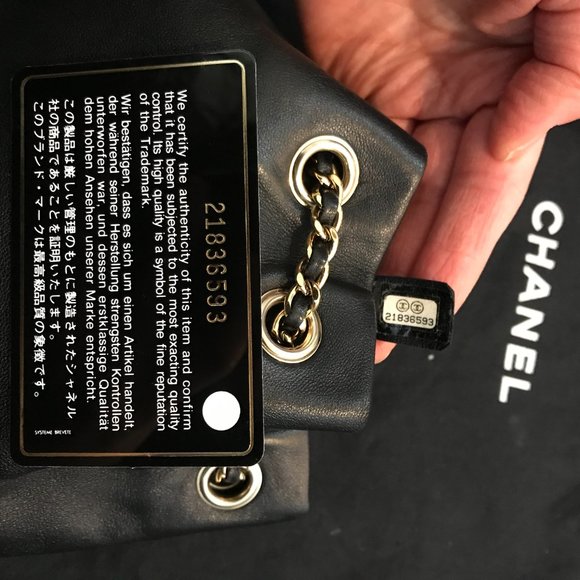 21836593
We certify the authenticity of this item and confirm
that it has been subjected to the most exacting quality
control. Its high quality is a symbol of the fine reputation
of the Trademark.
Wir bestätigen, dass es sich um einen Artikel handelt,
der während seiner Herstellung strengsten Kontrollen
unterworfen war, und dessen erstklassige Qualität
dem hohen Ansehen unserer Marke entspricht.
この製品は厳しい管理のもとに製造されたシャネル
社の商品であることを証明いたします。
このブランド・マークは最高級品質の象徴です。
SYSTEME BREVETE
21836593
CHANEL